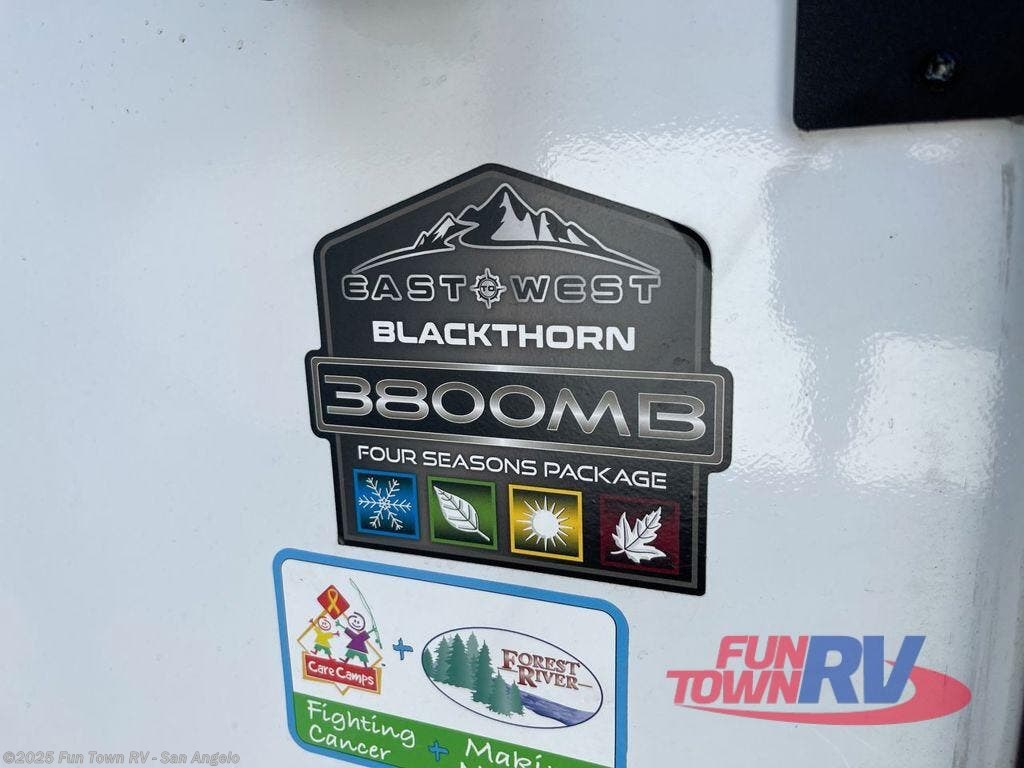 EAST TO WEST
BLACKTHORN
3800MB
FOUR SEASONS PACKAGE
Care Camps
+
FOREST
RIVER
Fighting
Cancer
+
FUN
TOWN RV
©2025 Fun Town RV - San Angelo